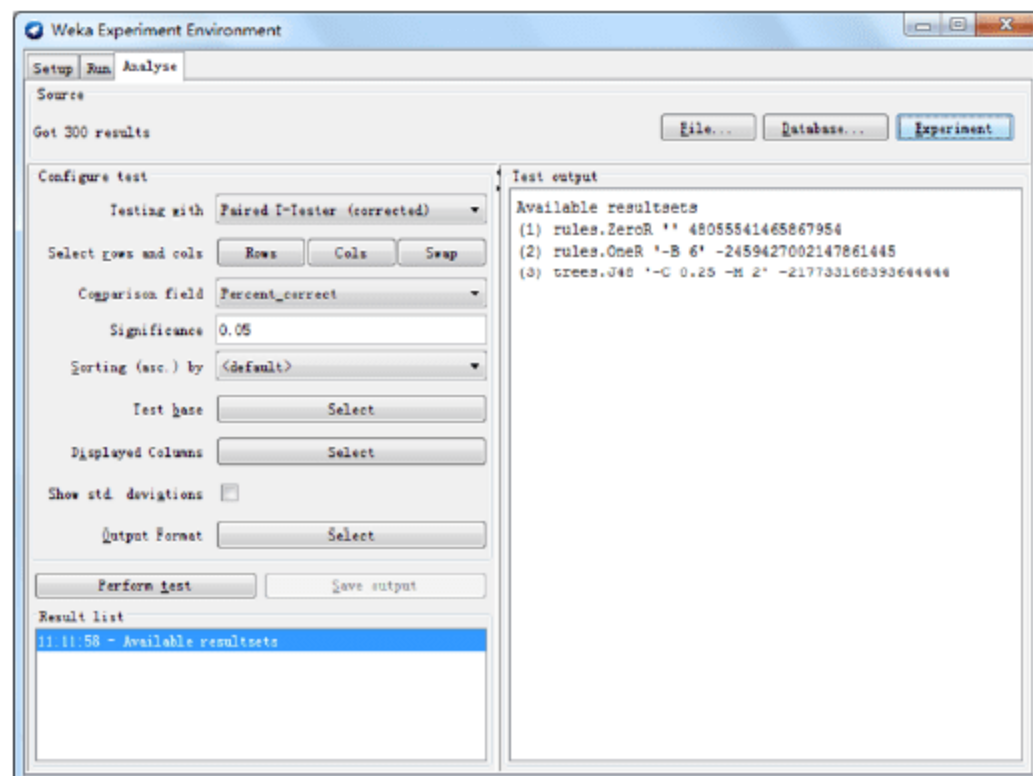 Weka Experiment Environment
Setup Run Analyse
Source
Got 300 results
File... Database... Experiment
Configure test
Testing with Paired T-Tester (corrected)
Select rows and cols Rows Cols Swap
Comparison field Percent_correct
Significance 0.05
Sorting (asc.) by <default>
Test base Select
Displayed Columns Select
Show std. deviations
Output Format Select
Perform test Save output
Result list
11:11:58 - Available resultsets
Test output
Available resultsets
(1) rules.ZeroR '' 48055541465867954
(2) rules.OneR '-B 6' -2459427002147861445
(3) trees.J48 '-C 0.25 -M 2' -217733168393644444